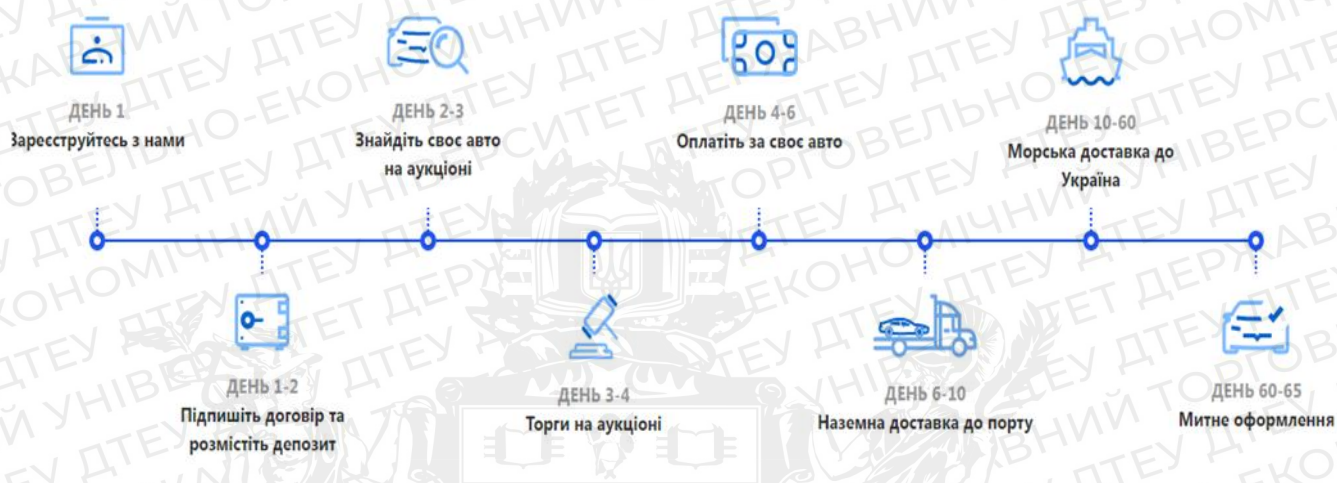 ДЕНЬ 1
Зареєструйтесь з нами
ДЕНЬ 1-2
Підпишіть договір та
розмістіть депозит
ДЕНЬ 2-3
Знайдіть своє авто
на аукціоні
ДЕНЬ 3-4
Торги на аукціоні
ДЕНЬ 4-6
Оплатіть за своє авто
ДЕНЬ 6-10
Наземна доставка до порту
ДЕНЬ 10-60
Морська доставка до
Україна
ДЕНЬ 60-65
Митне оформлення